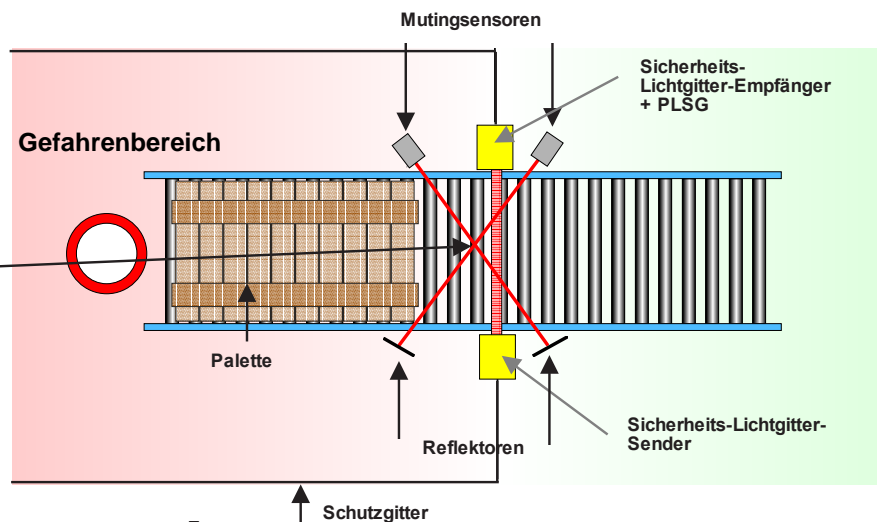 Mutingsensoren
Sicherheits-
Lichtgitter-Empfänger
+ PLSG
Gefahrenbereich
Palette
Sicherheits-Lichtgitter-
Sender
Reflektoren
Schutzgitter